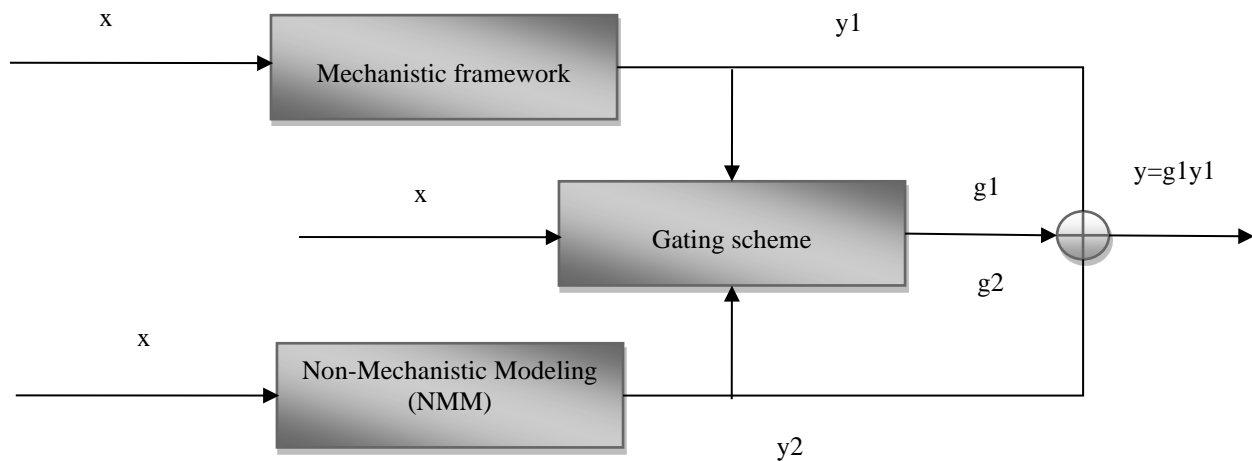 x
y1
Mechanistic framework
x
g1
y=g1y1
Gating scheme
g2
x
Non-Mechanistic Modeling
(NMM)
y2